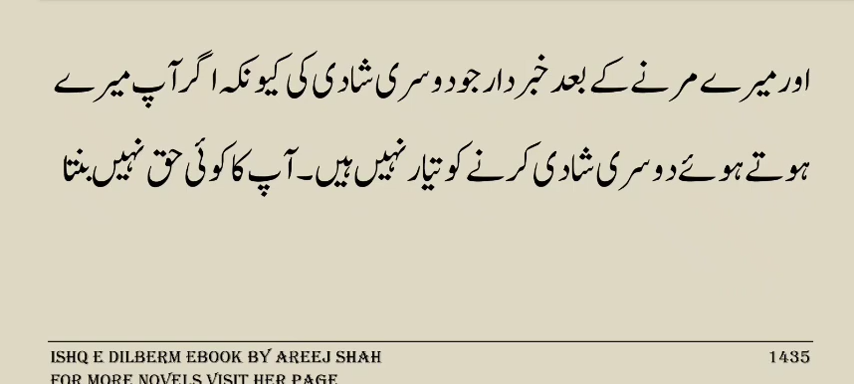 اور میرے مرنے کے بعد خبردار جو دوسری شادی کی کیونکہ اگر آپ میرے
ہوتے ہوئے دوسری شادی کرنے کو تیار نہیں ہیں۔ آپ کا کوئی حق نہیں بنتا
ISHQ E DILBERM EBOOK BY AREEJ SHAH 1435
FOR MORE NOVELS VISIT HER PAGE